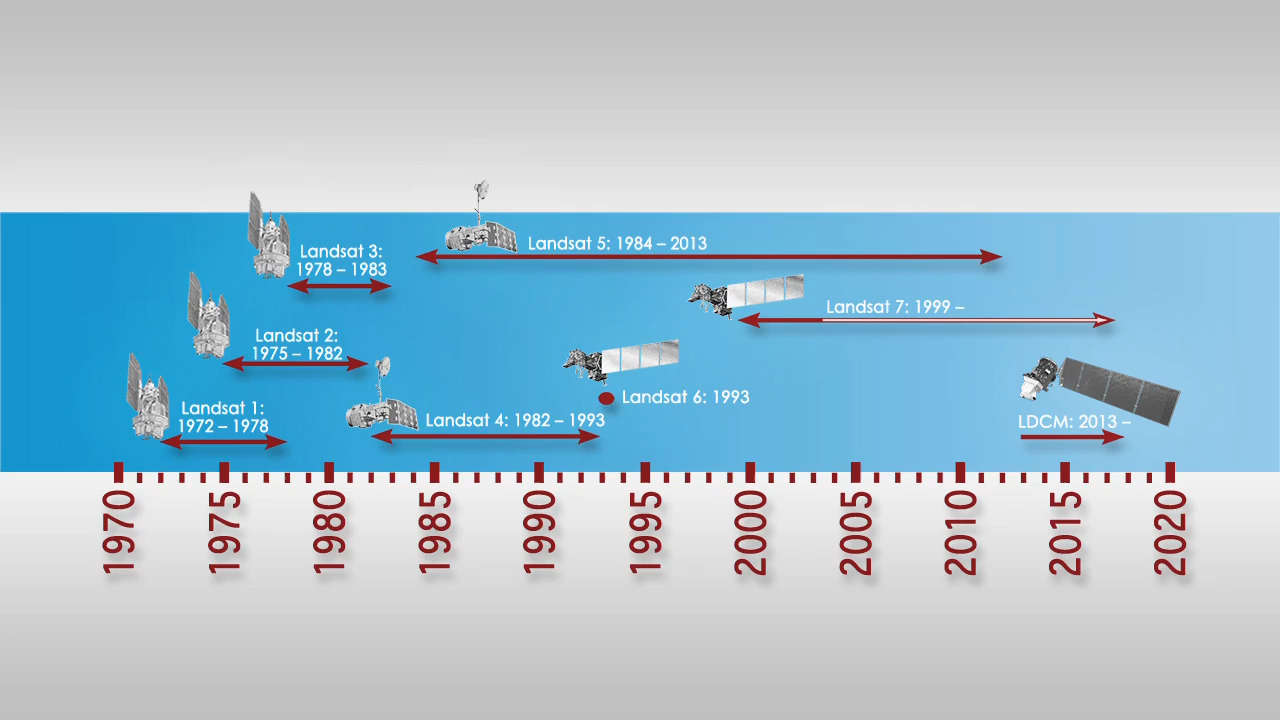 Landsat 3:
1978 – 1983
Landsat 5: 1984 – 2013
Landsat 7: 1999 –
Landsat 2:
1975 – 1982
Landsat 6: 1993
Landsat 1:
1972 – 1978
Landsat 4: 1982 – 1993
LDCM: 2013 –
1970
1975
1980
1985
1990
1995
2000
2005
2010
2015
2020